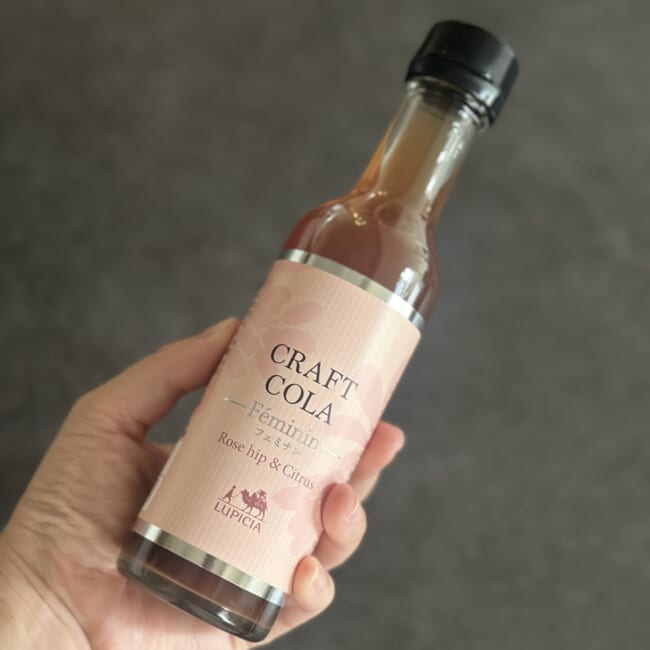 CRAFT
COLA
Féminin
フェミナン
Rose hip & Citrus
LUPICIA